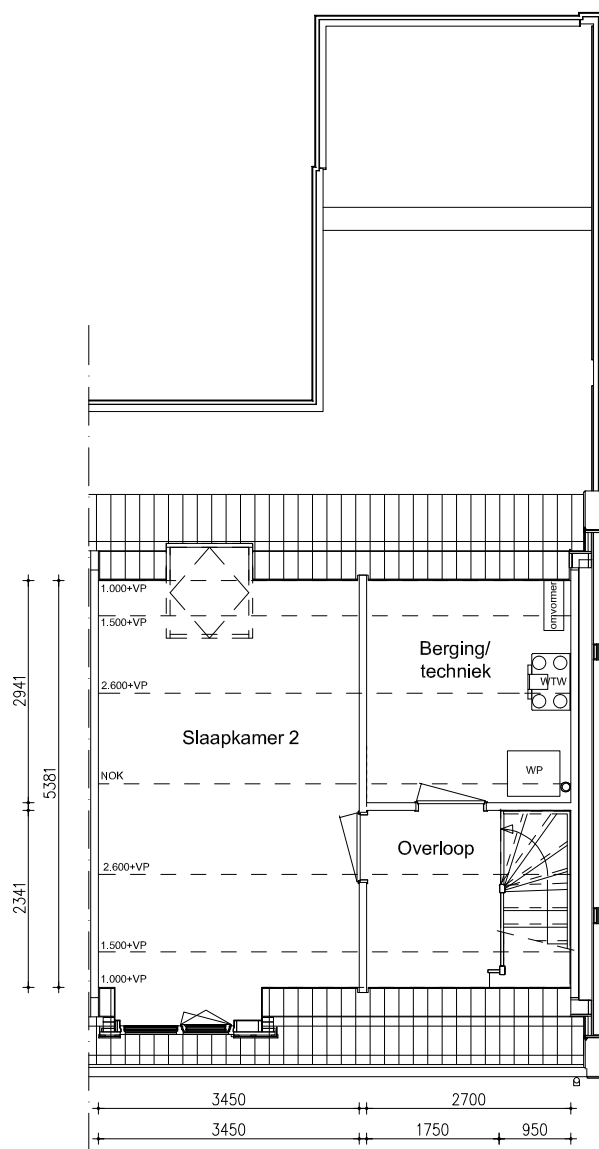 1.000+VP
1.500+VP
omvormer
Berging/
techniek
2.600+VP
WTW
2941
Slaapkamer 2
5381
NOK
WP
Overloop
2.600+VP
2341
1.500+VP
1.000+VP
3450 2700
3450 1750 950